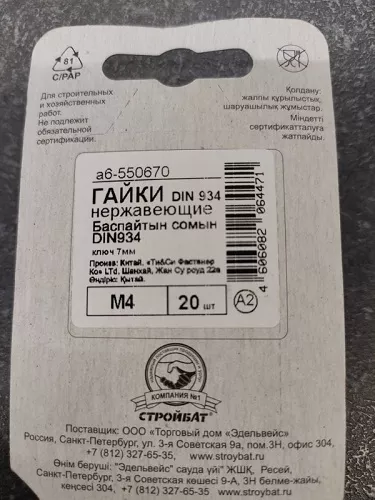 81
C/PAP
Для строительных
и хозяйственных
работ.
Не подлежит
обязательной
сертификации.
Қолдану:
жалпы құрылыстық,
шаруашылық жұмыстар.
Міндетті
сертификатталуға
жатпайды.
а6-550670
ГАЙКИ DIN 934
нержавеющие
Баспайтын сомын
DIN934
ключ 7мм
Произв: Китай, «Ти&Си Фастенер
Ко» LTd, Шанхай, Жан Су роуд 22в
Өндіріс: Қытай.
M4
20 шт
A2
4 606082 064471
КОМПАНИЯ №1
СТРОЙБАТ
Поставщик: ООО «Торговый дом «Эдельвейс»
Россия, Санкт-Петербург, ул. 3-я Советская 9а, пом.3Н, офис 304,
+7 (812) 327-65-35, www.stroybat.ru
Өнім беруші: "Эдельвейс" сауда үйі" ЖШҚ, Ресей,
Санкт-Петербург, 3-я Советская көшесі 9-А, 3Н белме-жайы,
кеңсесі 304, +7 (812) 327-65-35 www.stroybat.ru